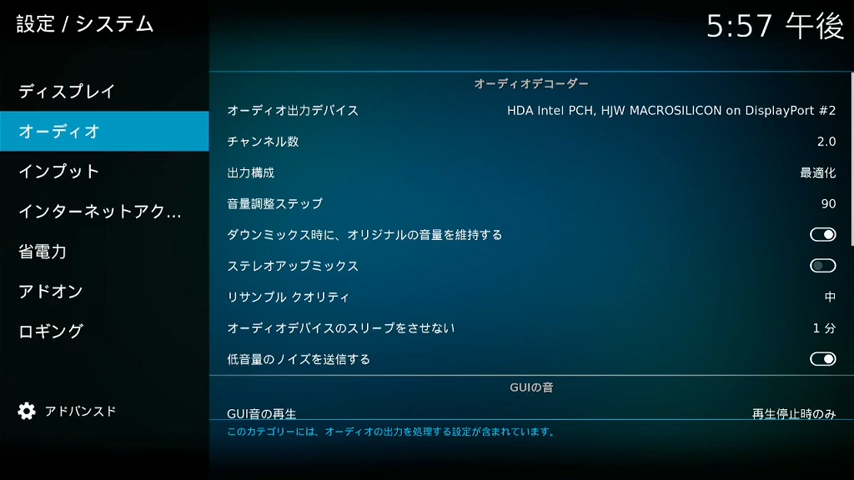 設定 / システム
5:57 午後
ディスプレイ
オーディオ
インプット
インターネットアク...
省電力
アドオン
ロギング
アドバンスド
オーディオデコーダー
オーディオ出力デバイス HDA Intel PCH, HJW MACROSILICON on DisplayPort #2
チャンネル数 2.0
出力構成 最適化
音量調整ステップ 90
ダウンミックス時に、オリジナルの音量を維持する
ステレオアップミックス
リサンプル クオリティ 中
オーディオデバイスのスリープをさせない 1 分
低音量のノイズを送信する
GUIの音
GUI音の再生 再生停止時のみ
このカテゴリーには、オーディオの出力を処理する設定が含まれています。